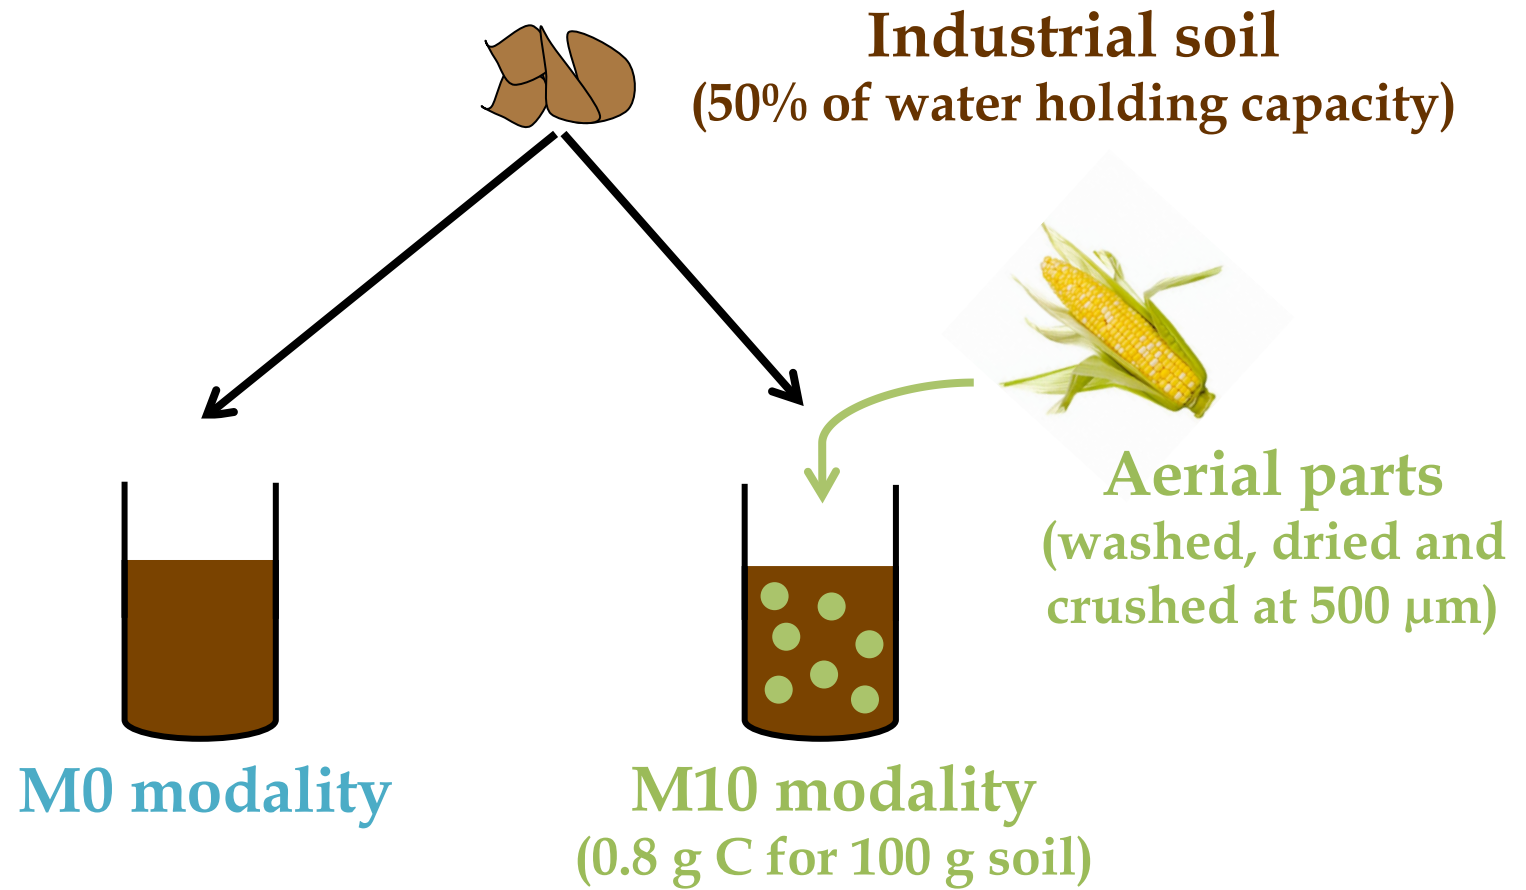 Industrial soil
(50% of water holding capacity)
Aerial parts
(washed, dried and
crushed at 500 µm)
M0 modality
M10 modality
(0.8 g C for 100 g soil)